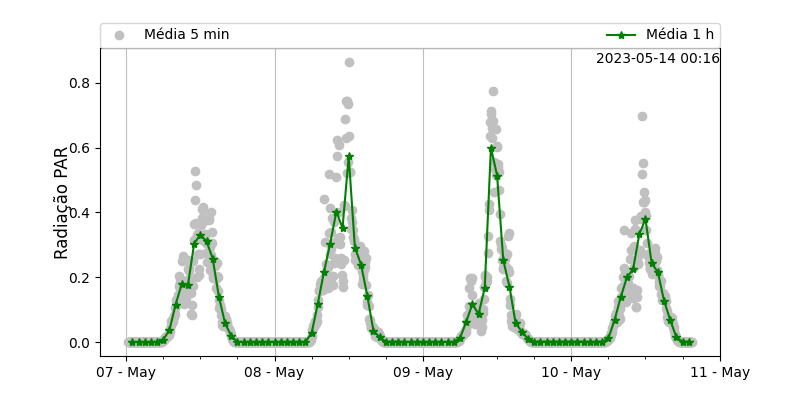 Média 5 min
Média 1 h
2023-05-14 00:16
Radiação PAR
0.8
0.6
0.4
0.2
0.0
07 - May
08 - May
09 - May
10 - May
11 - May